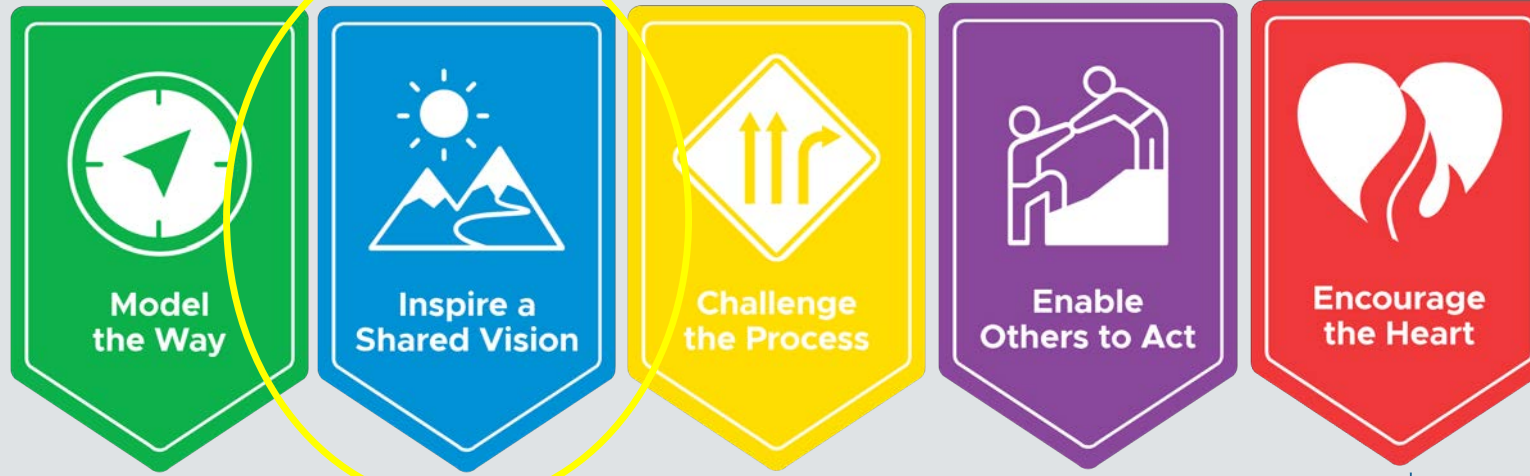 Model
the Way
Inspire a
Shared Vision
Challenge
the Process
Enable
Others to Act
Encourage
the Heart